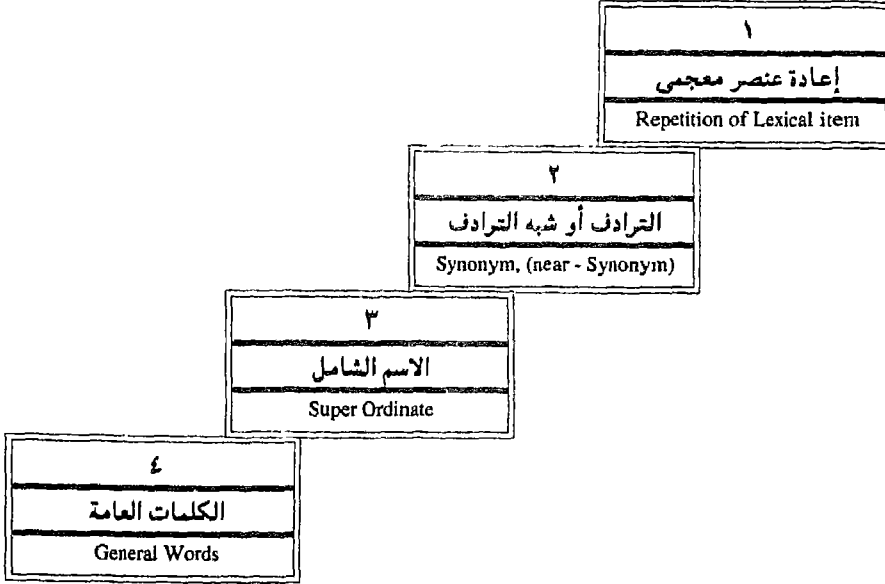 ١
إعادة عنصر معجمى
Repetition of Lexical item
٢
الترادف أو شبه الترادف
Synonym, (near - Synonym)
٣
الاسم الشامل
Super Ordinate
٤
الكلمات العامة
General Words